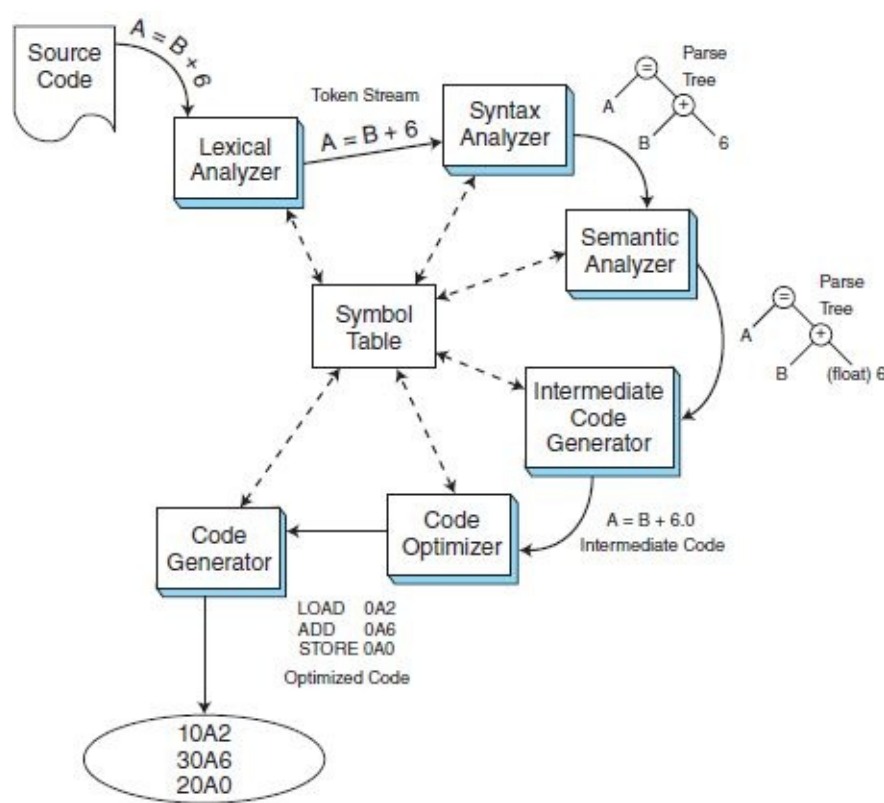 Source
Code
A = B + 6
Lexical
Analyzer
Token Stream
A = B + 6
Syntax
Analyzer
Parse
Tree
=
A
+
B
6
Semantic
Analyzer
Parse
Tree
=
A
+
B
(float) 6
Symbol
Table
Intermediate
Code
Generator
A = B + 6.0
Intermediate Code
Code
Optimizer
LOAD 0A2
ADD 0A6
STORE 0A0
Optimized Code
Code
Generator
10A2
30A6
20A0